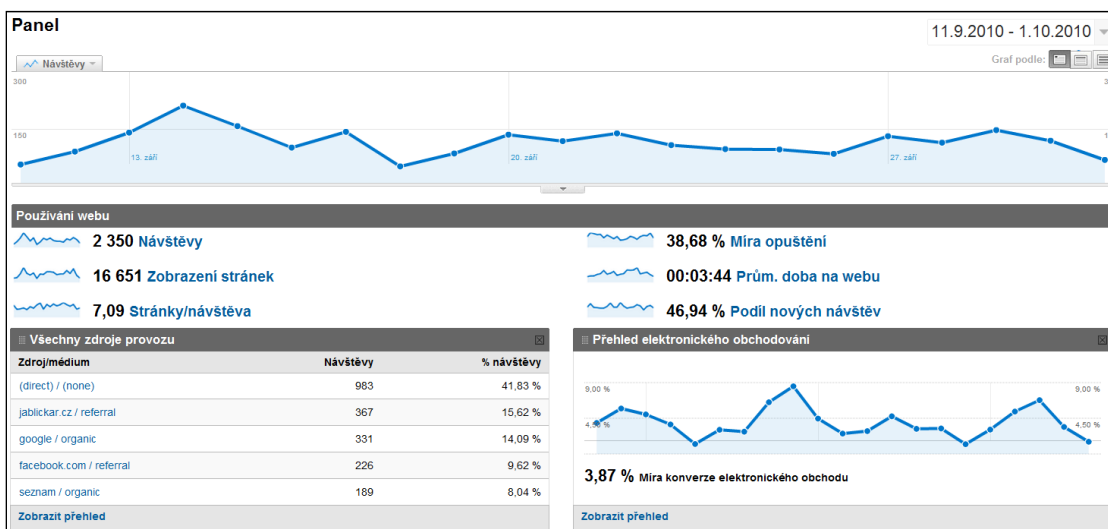 Panel
11.9.2010 - 1.10.2010
Návštěvy
Graf podle:
300
150
13. září
20. září
27. září
Používání webu
2 350 Návštěvy
38,68 % Míra opuštění
16 651 Zobrazení stránek
00:03:44 Prům. doba na webu
7,09 Stránky/návštěva
46,94 % Podíl nových návštěv
Všechny zdroje provozu
Zdroj/médium Návštěvy % návštěvy
(direct) / (none) 983 41,83 %
jablickar.cz / referral 367 15,62 %
google / organic 331 14,09 %
facebook.com / referral 226 9,62 %
seznam / organic 189 8,04 %
Zobrazit přehled
Přehled elektronického obchodování
9,00 % 9,00 %
4,50 % 4,50 %
3,87 % Míra konverze elektronického obchodu
Zobrazit přehled